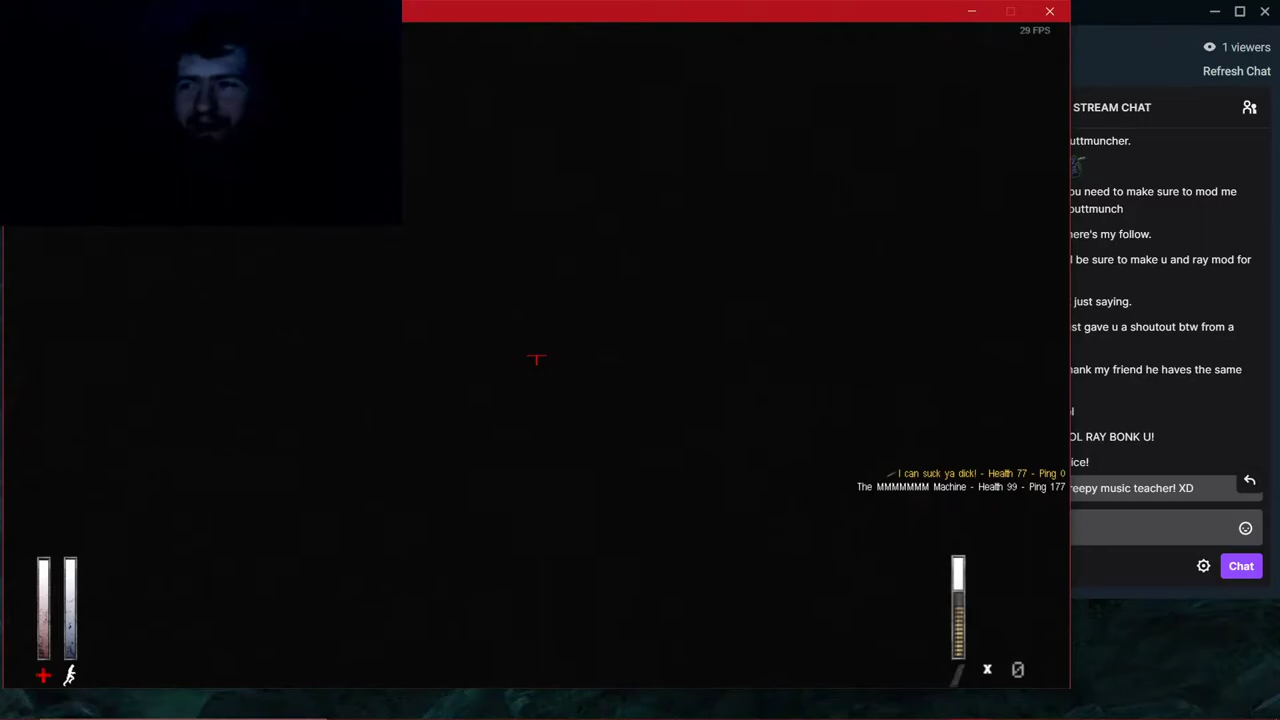 29 FPS
1 viewers
Refresh Chat
STREAM CHAT
uttmuncher.
ou need to make sure to mod me
outtmunch
here's my follow.
l be sure to make u and ray mod for
just saying.
st gave u a shoutout btw from a
hank my friend he haves the same
el
OL RAY BONK U!
ice!
reepy music teacher! XD
I can suck ya dick! - Health 77 - Ping 0
The MMMMMMM Machine - Health 99 - Ping 177
Chat
x 0